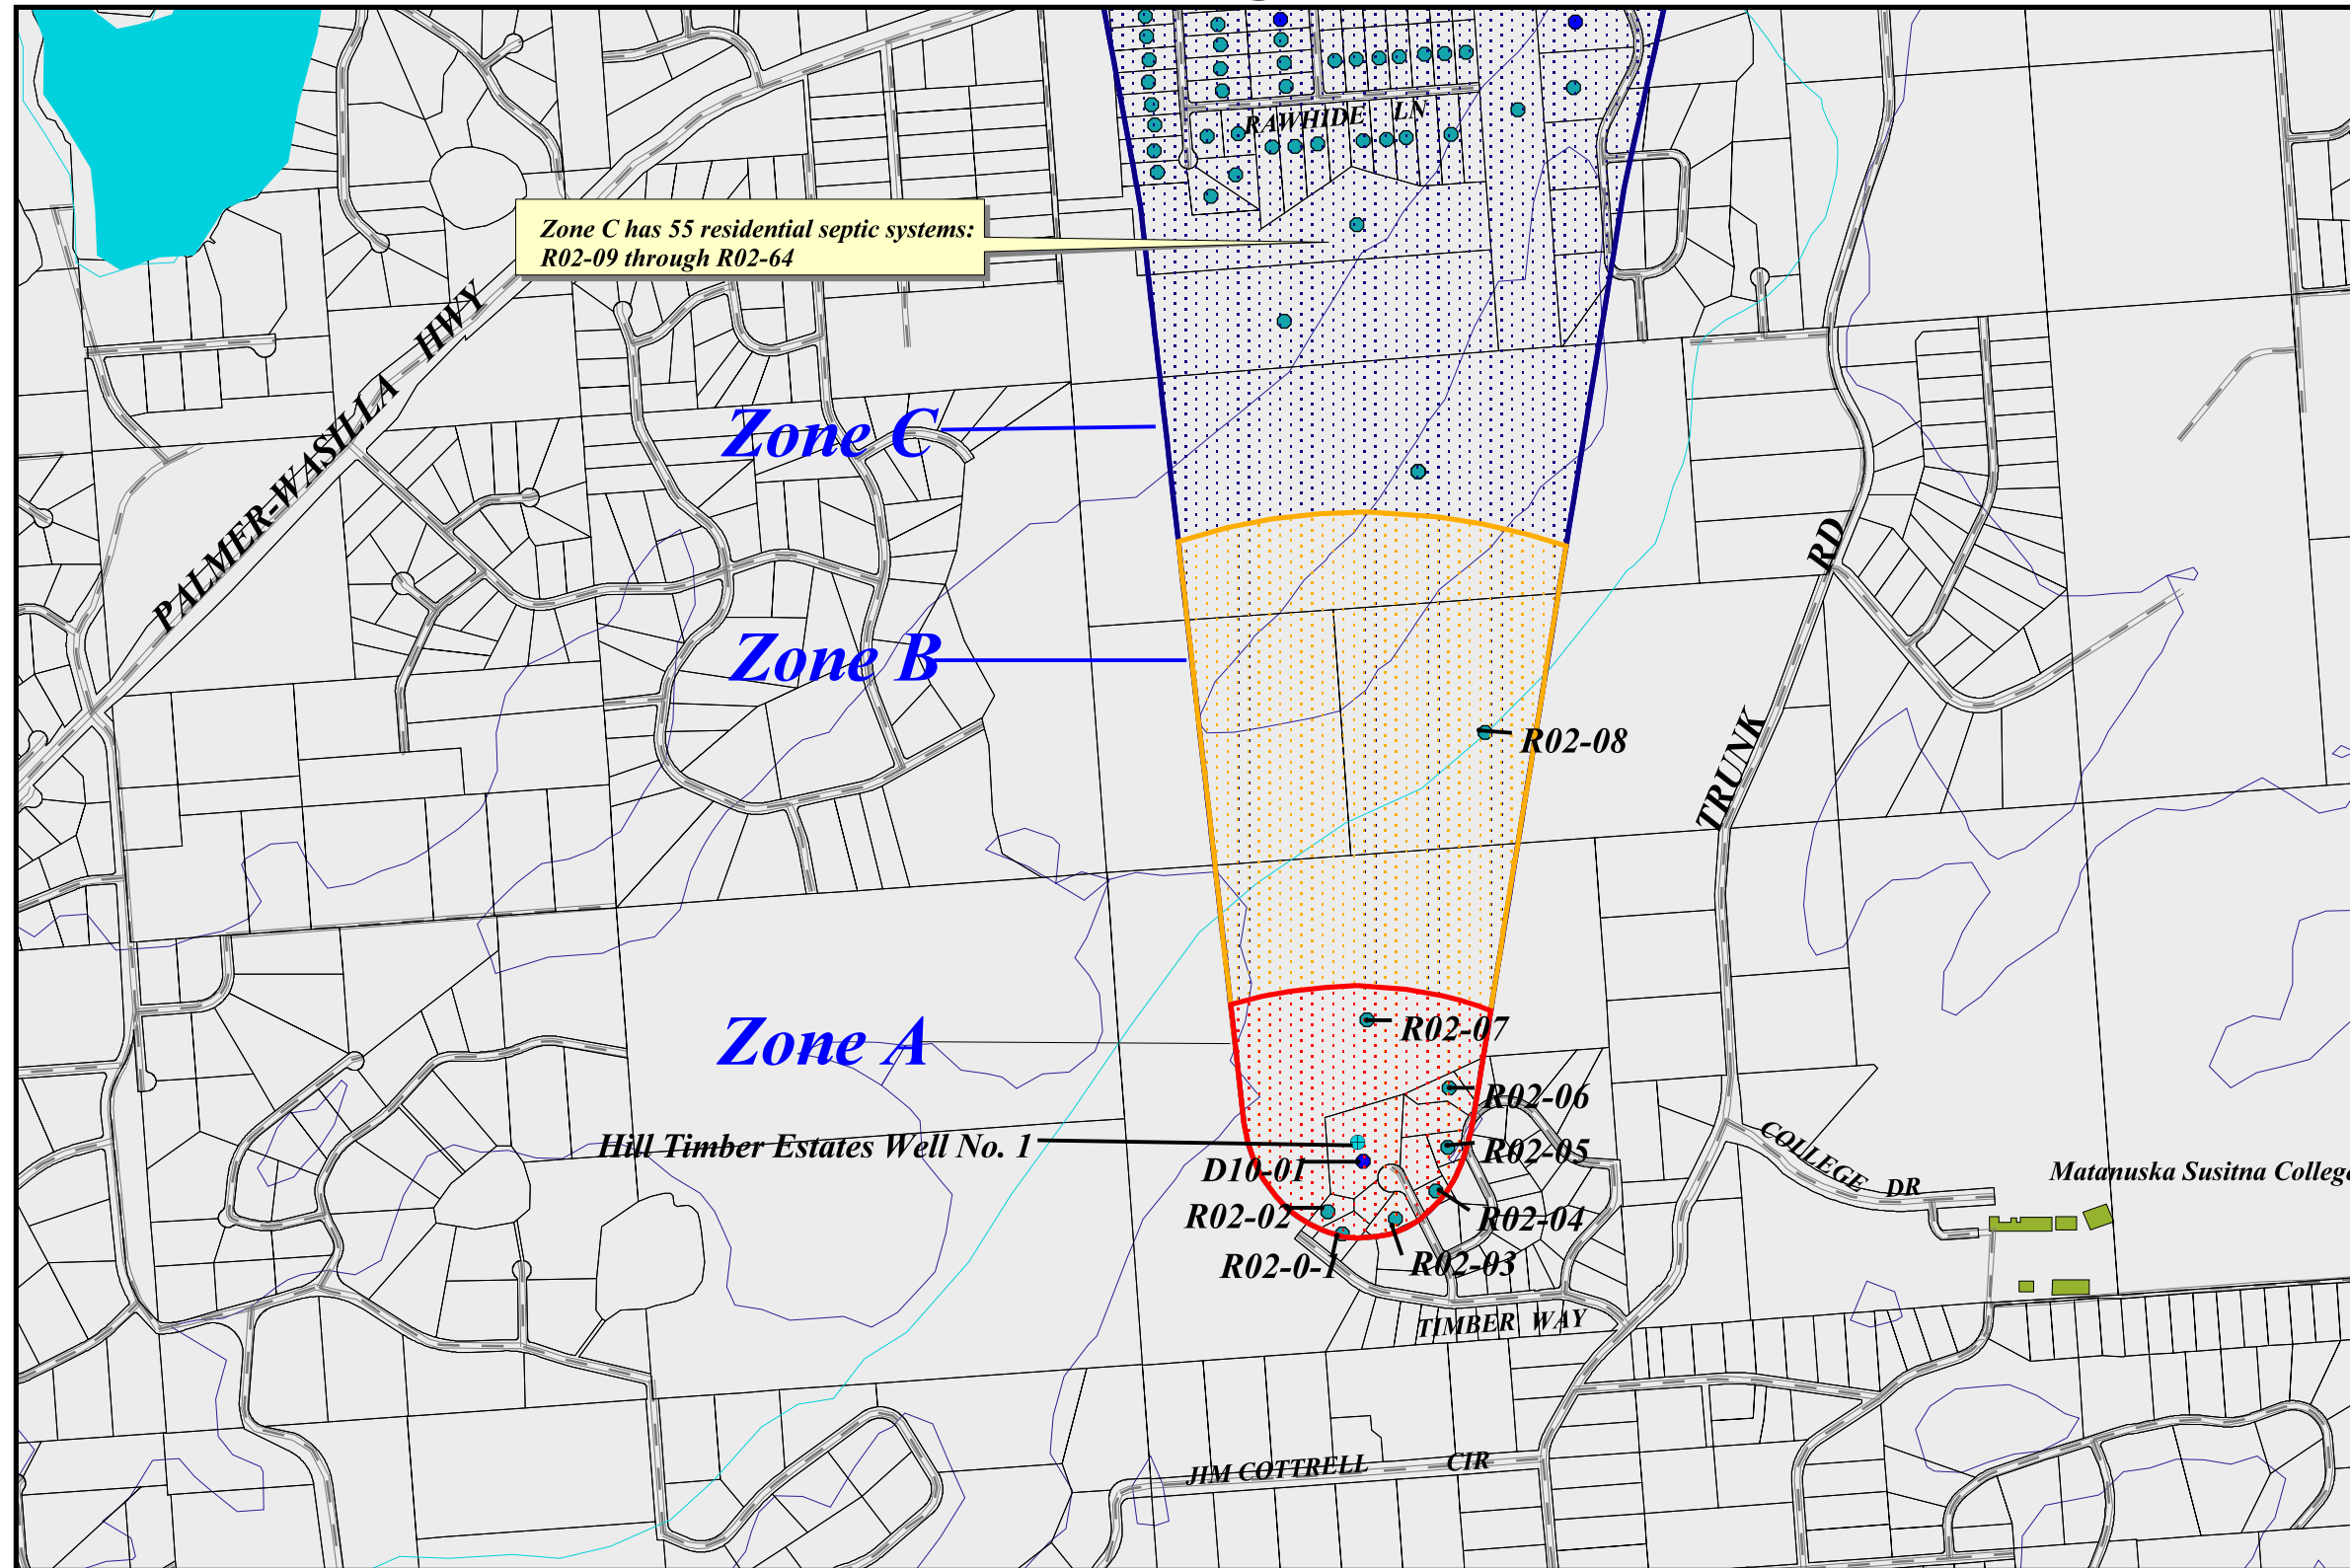 RAWHIDE LN
Zone C has 55 residential septic systems:
R02-09 through R02-64
PALMER-WASILLA HWY
Zone C
RD
Zone B
R02-08
TRUNK
Zone A
R02-07
R02-06
Hill Timber Estates Well No. 1
R02-05
D10-01
COLLEGE DR
Matanuska Susitna College
R02-02
R02-04
R02-0-1
R02-03
TIMBER WAY
JIM COTTRELL CIR